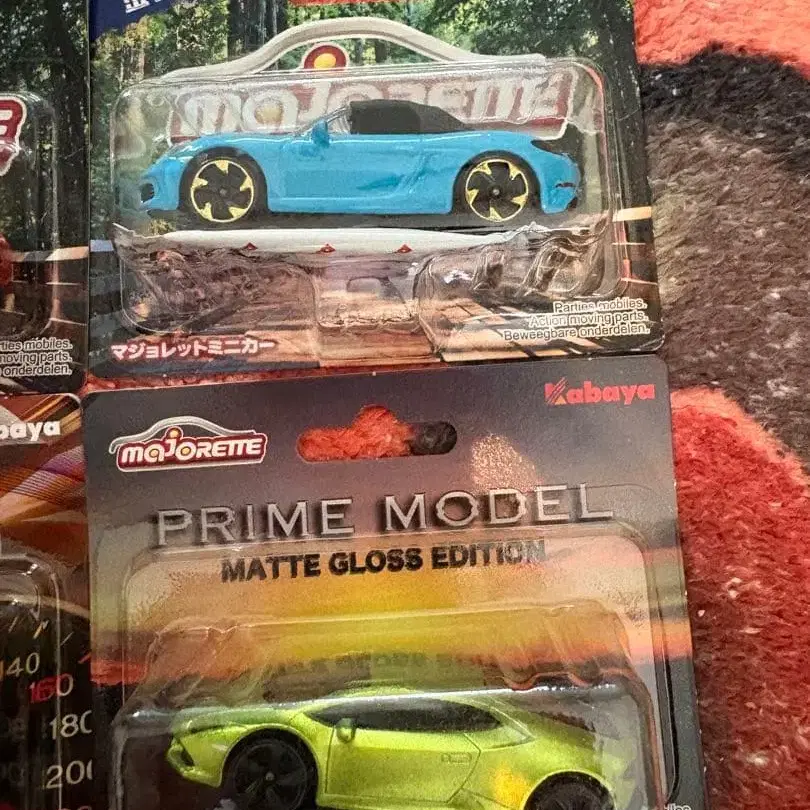 majORETTE
Parties mobiles.
Action moving parts.
Beweegbare onderdelen.
マジョレットミニカー
ties mobiles.
moving parts.
onderdelen.
Kabaya
baya
majORETTE
PRIME MODEL
MATTE GLOSS EDITION
140
160
180
200